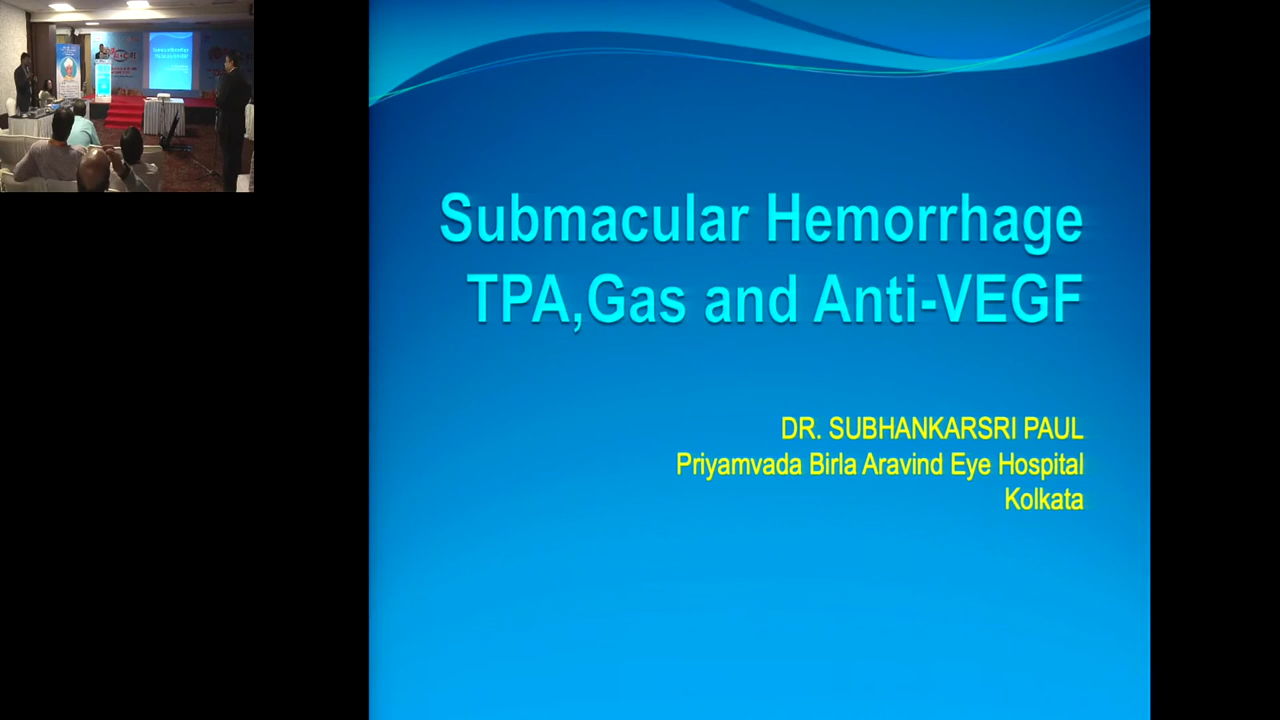 Submacular Hemorrhage
TPA,Gas and Anti-VEGF
DR. SUBHANKARSRI PAUL
Priyamvada Birla Aravind Eye Hospital
Kolkata